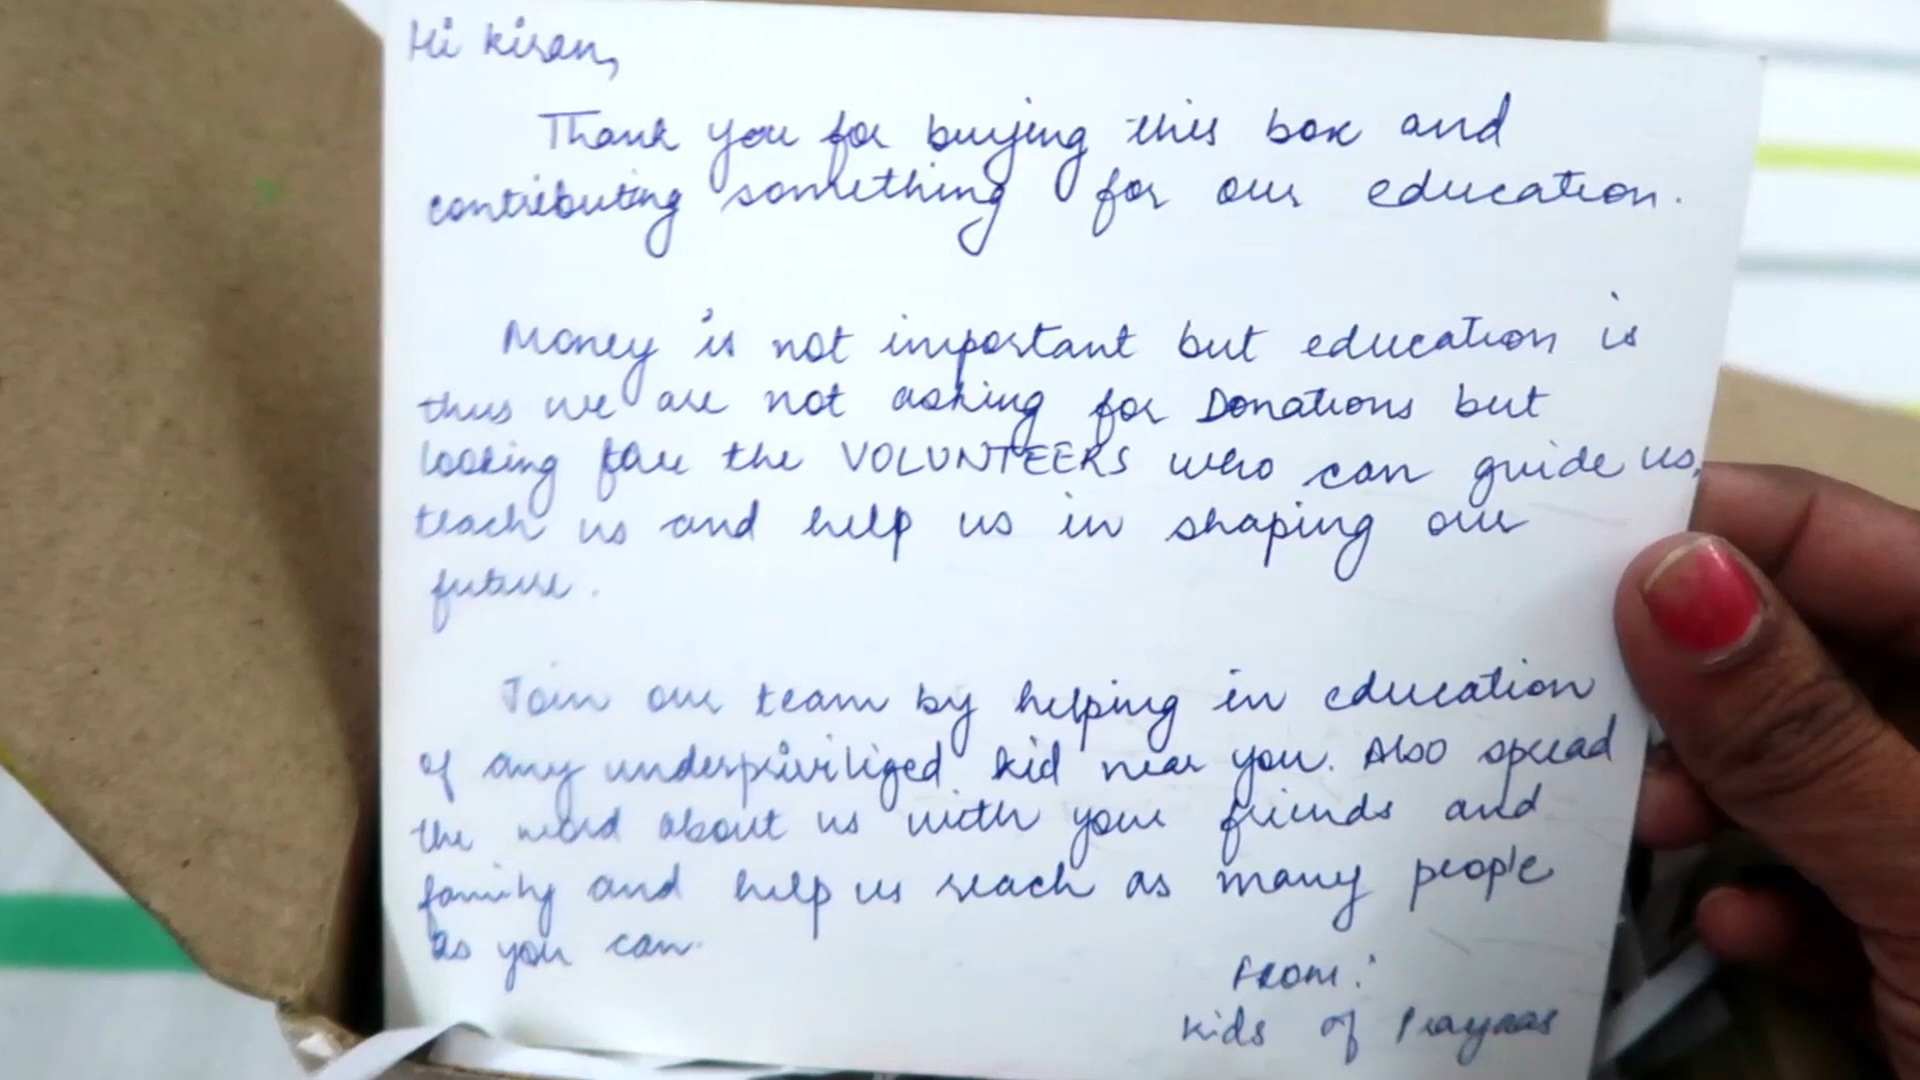 Hi Kiran,
Thank you for buying this box and
contributing something for our education.
Money is not important but education is
thus we are not asking for Donations but
looking for the VOLUNTEERS who can guide us,
teach us and help us in shaping our
future.
Join our team by helping in education
of any underpriviliged kid near you. Also spread
the word about us with your friends and
family and help us reach as many people
as you can.
From:
Kids of Prayaas